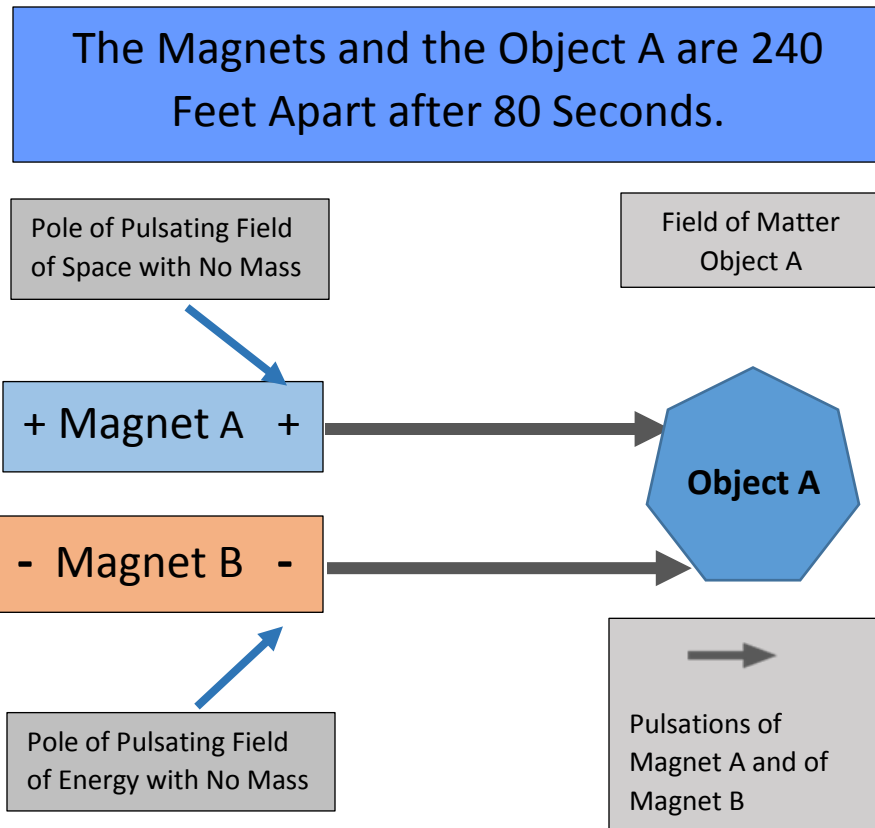 The Magnets and the Object A are 240
Feet Apart after 80 Seconds.
Pole of Pulsating Field
of Space with No Mass
Field of Matter
Object A
+ Magnet A +
Object A
- Magnet B -
Pole of Pulsating Field
of Energy with No Mass
Pulsations of
Magnet A and of
Magnet B